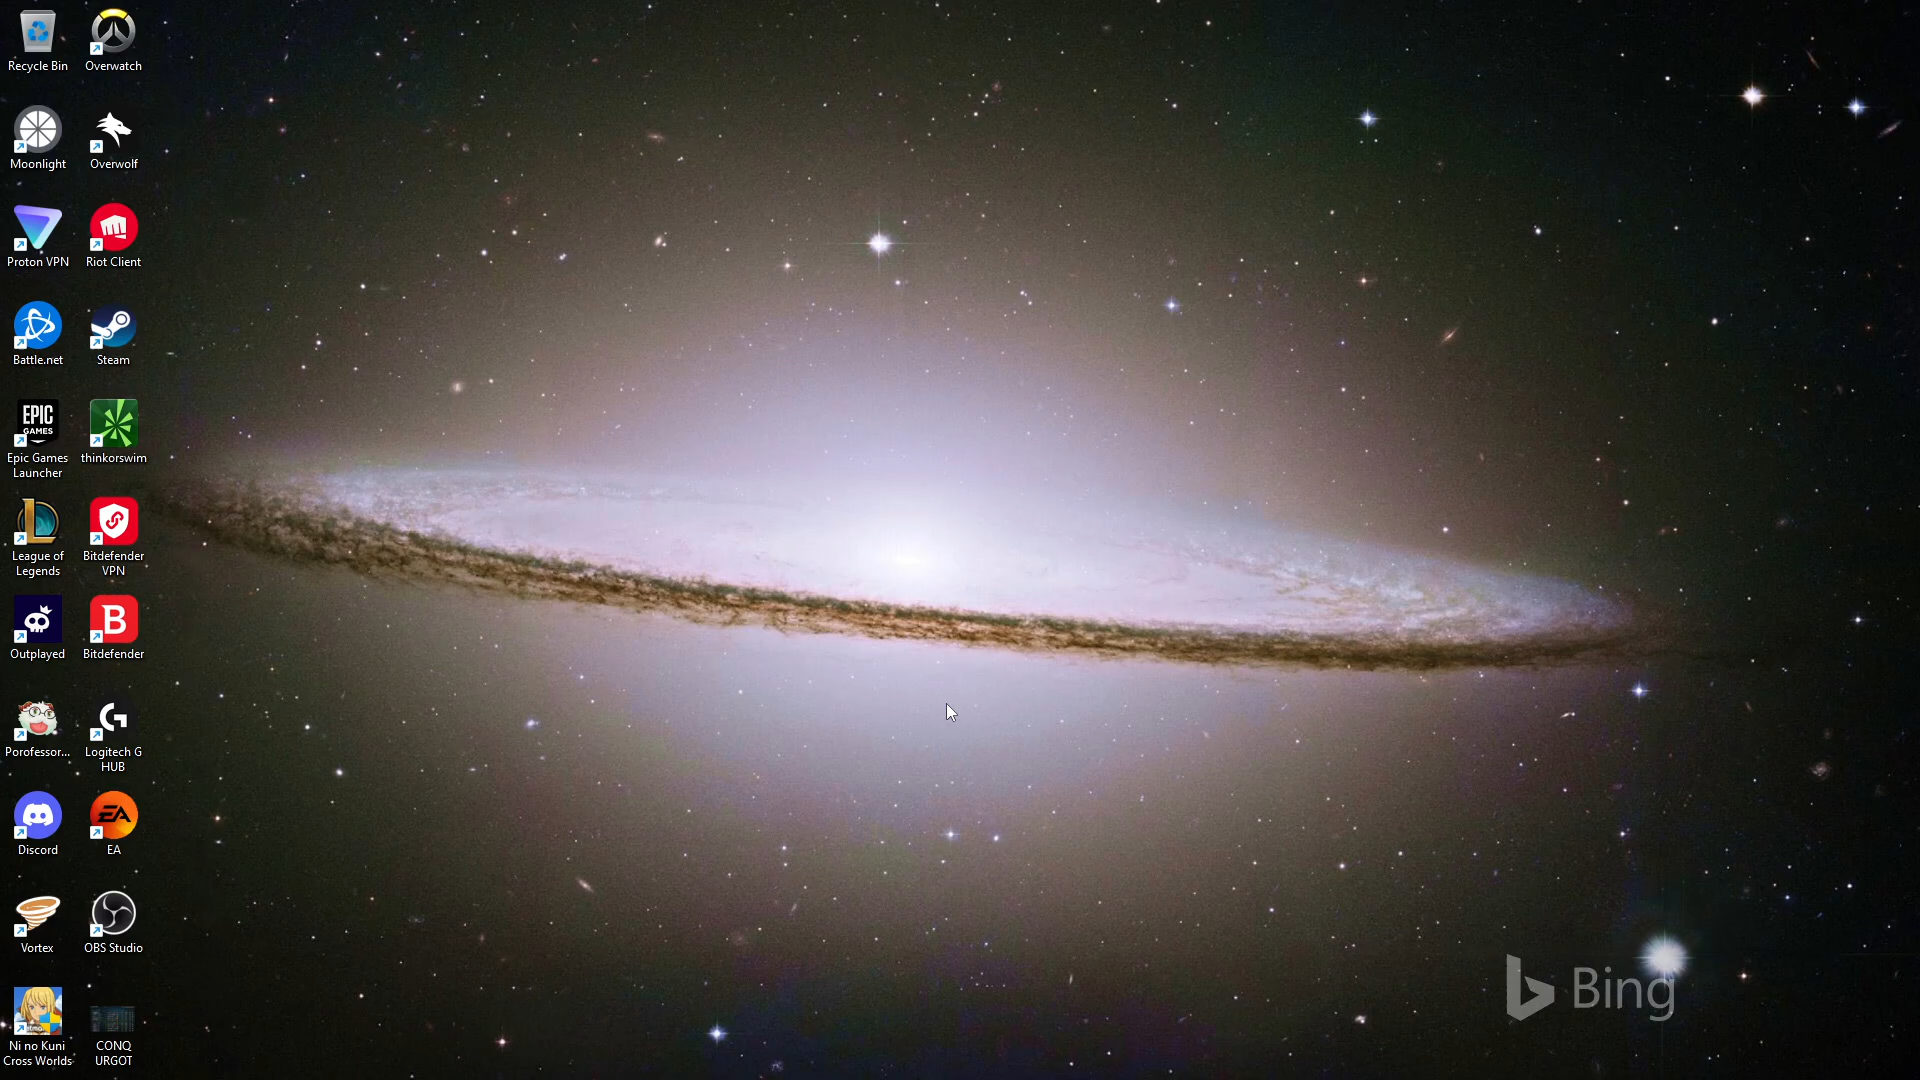 Recycle Bin
Overwatch
Moonlight
Overwolf
Proton VPN
Riot Client
Battle.net
Steam
EPIC
GAMES
Epic Games
Launcher
thinkorswim
League of
Legends
Bitdefender
VPN
Outplayed
B
Bitdefender
Porofessor...
Logitech G
HUB
Discord
EA
EA
Vortex
OBS Studio
Ni no Kuni
Cross Worlds
CONQ
URGOT
Bing